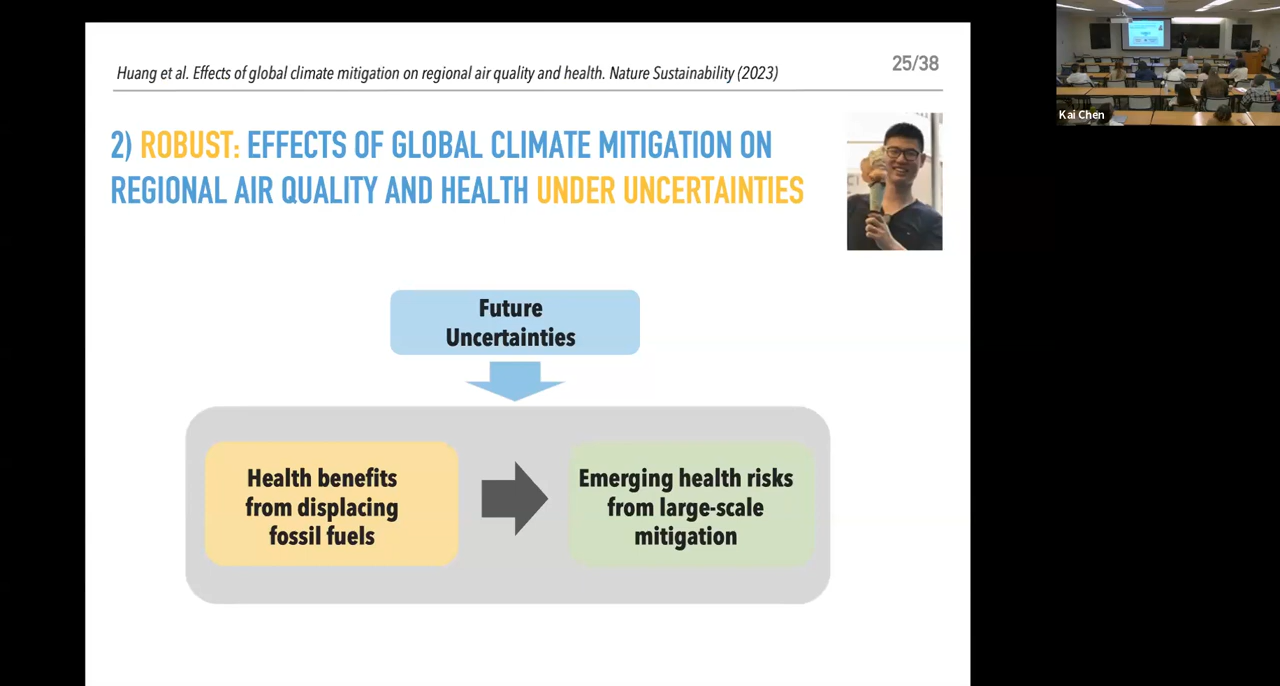 Huang et al. Effects of global climate mitigation on regional air quality and health. Nature Sustainability (2023)
25/38
2) ROBUST: EFFECTS OF GLOBAL CLIMATE MITIGATION ON
REGIONAL AIR QUALITY AND HEALTH UNDER UNCERTAINTIES
Future
Uncertainties
Health benefits
from displacing
fossil fuels
Emerging health risks
from large-scale
mitigation
Kai Chen